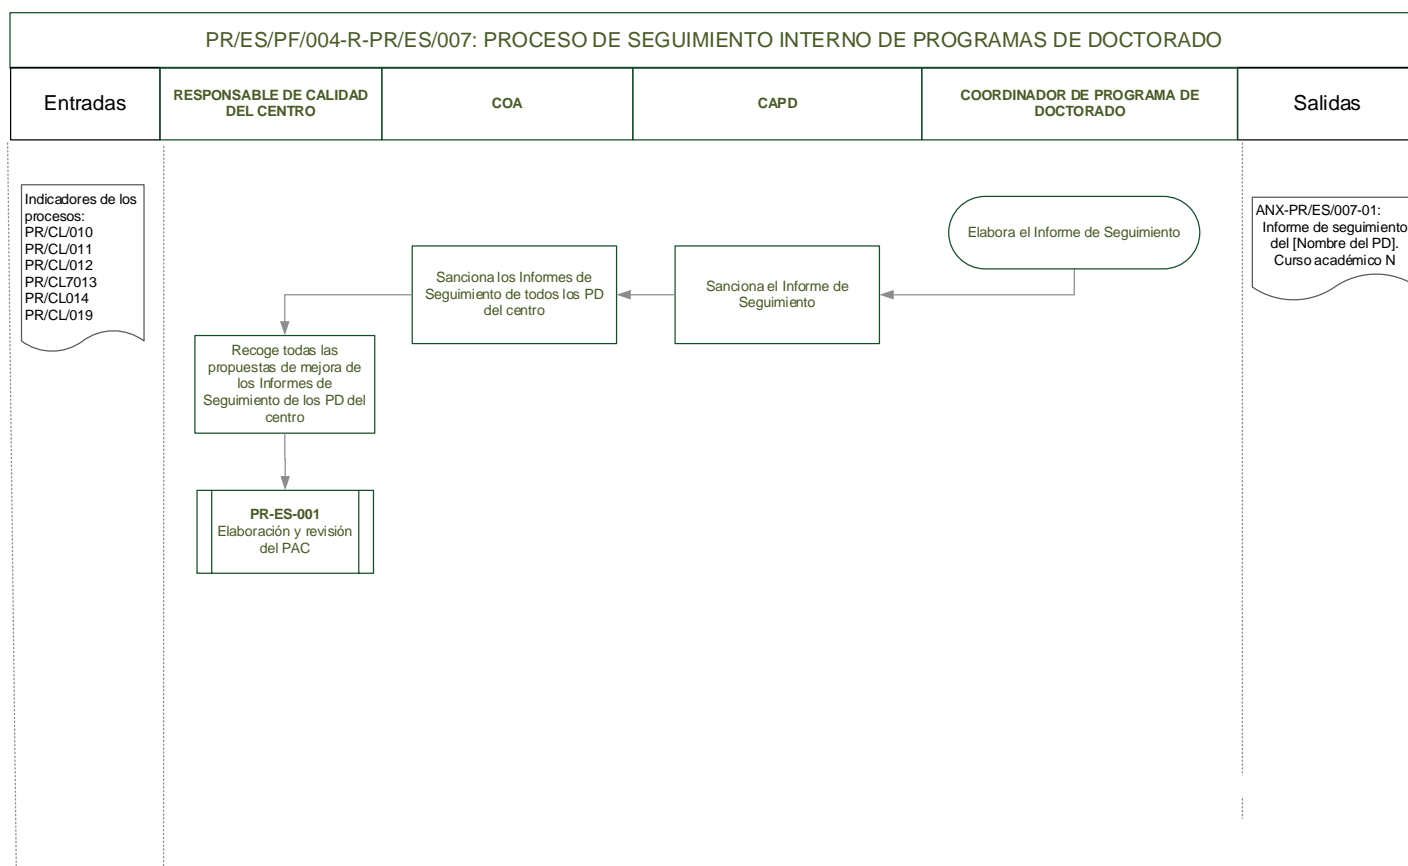 PR/ES/PF/004-R-PR/ES/007: PROCESO DE SEGUIMIENTO INTERNO DE PROGRAMAS DE DOCTORADO
Entradas
RESPONSABLE DE CALIDAD
DEL CENTRO
COA
CAPD
COORDINADOR DE PROGRAMA DE
DOCTORADO
Salidas
Indicadores de los
procesos:
PR/CL/010
PR/CL/011
PR/CL/012
PR/CL7013
PR/CL014
PR/CL/019
Elabora el Informe de Seguimiento
Sanciona el Informe de
Seguimiento
Sanciona los Informes de
Seguimiento de todos los PD
del centro
Recoge todas las
propuestas de mejora de
los Informes de
Seguimiento de los PD del
centro
PR-ES-001
Elaboración y revisión
del PAC
ANX-PR/ES/007-01:
Informe de seguimiento
del [Nombre del PD].
Curso académico N